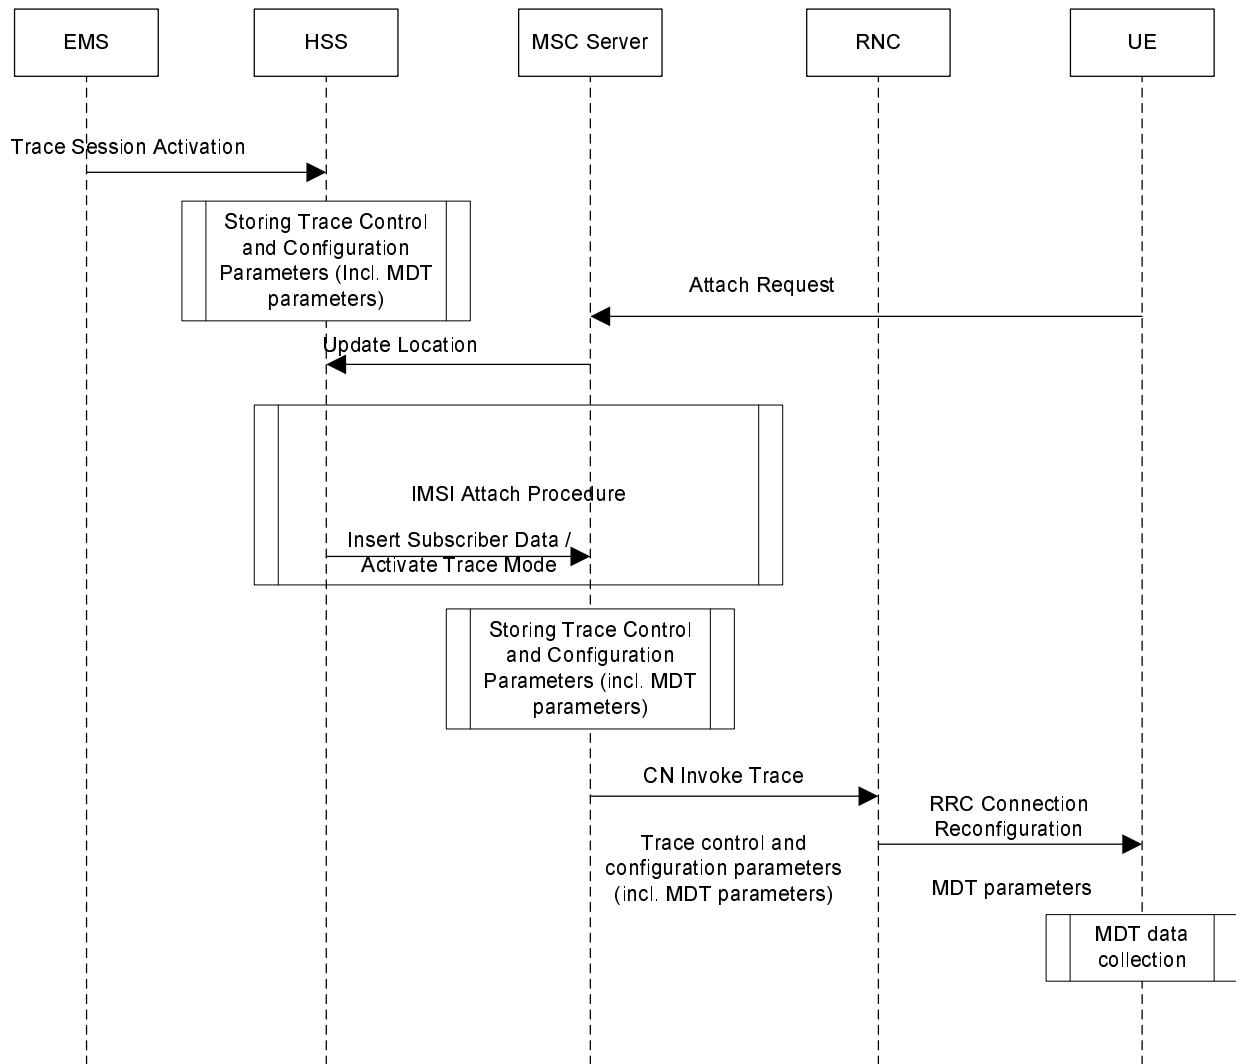 EMS
HSS
MSC Server
RNC
UE
Trace Session Activation
Storing Trace Control
and Configuration
Parameters (Incl. MDT
parameters)
Attach Request
Update Location
IMSI Attach Procedure
Insert Subscriber Data /
Activate Trace Mode
Storing Trace Control
and Configuration
Parameters (incl. MDT
parameters)
CN Invoke Trace
Trace control and
configuration parameters
(incl. MDT parameters)
RRC Connection
Reconfiguration
MDT parameters
MDT data
collection